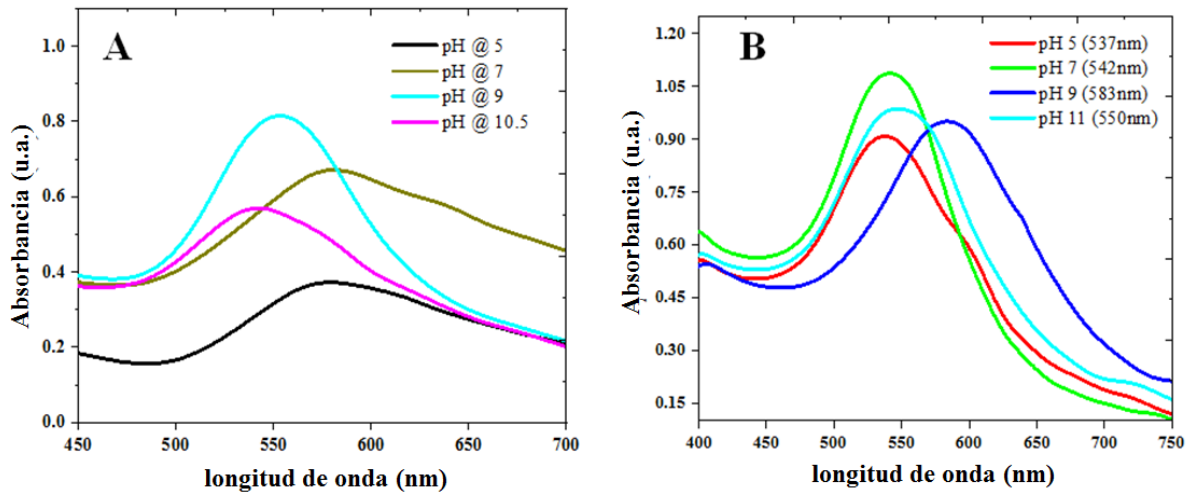 A
pH @ 5
pH @ 7
pH @ 9
pH @ 10.5
1.0
0.8
0.6
0.4
0.2
0.0
Absorbancia (u.a.)
450 500 550 600 650 700
longitud de onda (nm)
B
pH 5 (537nm)
pH 7 (542nm)
pH 9 (583nm)
pH 11 (550nm)
1.20
1.05
0.90
0.75
0.60
0.45
0.30
0.15
Absorbancia (u.a.)
400 450 500 550 600 650 700 750
longitud de onda (nm)